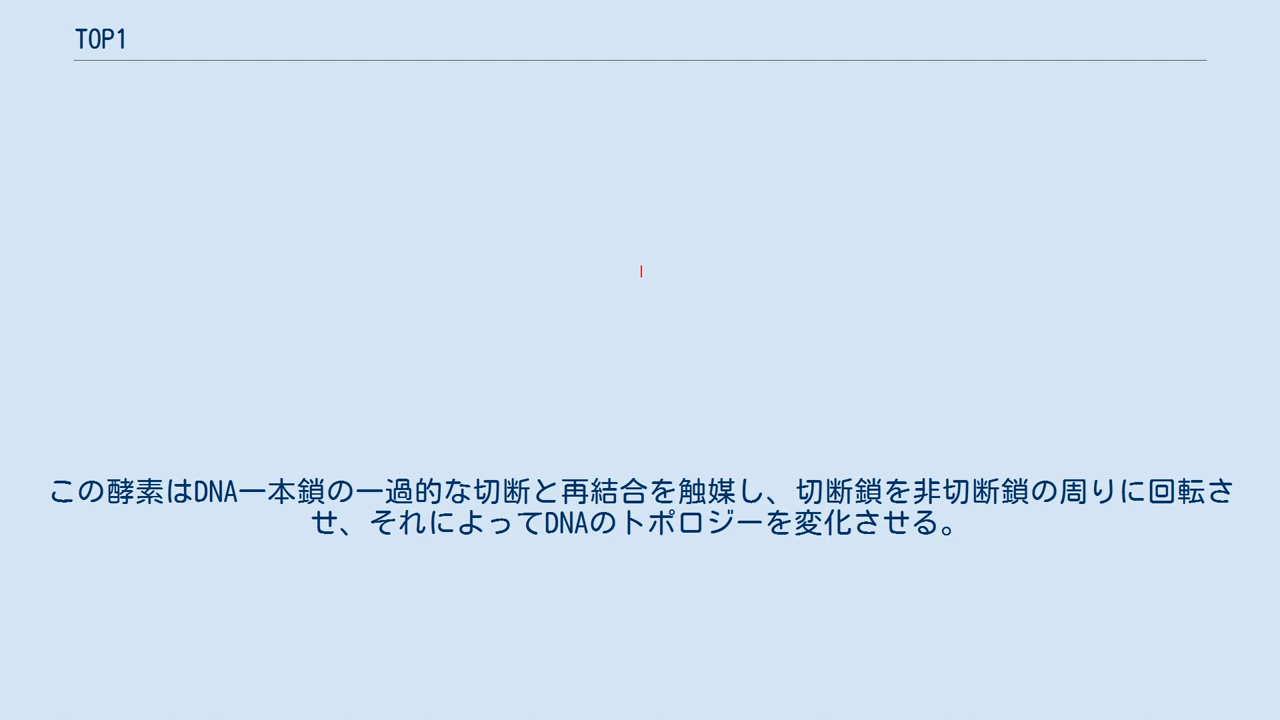 TOP1
この酵素はDNA一本鎖の一過的な切断と再結合を触媒し、切断鎖を非切断鎖の周りに回転さ
せ、それによってDNAのトポロジーを変化させる。